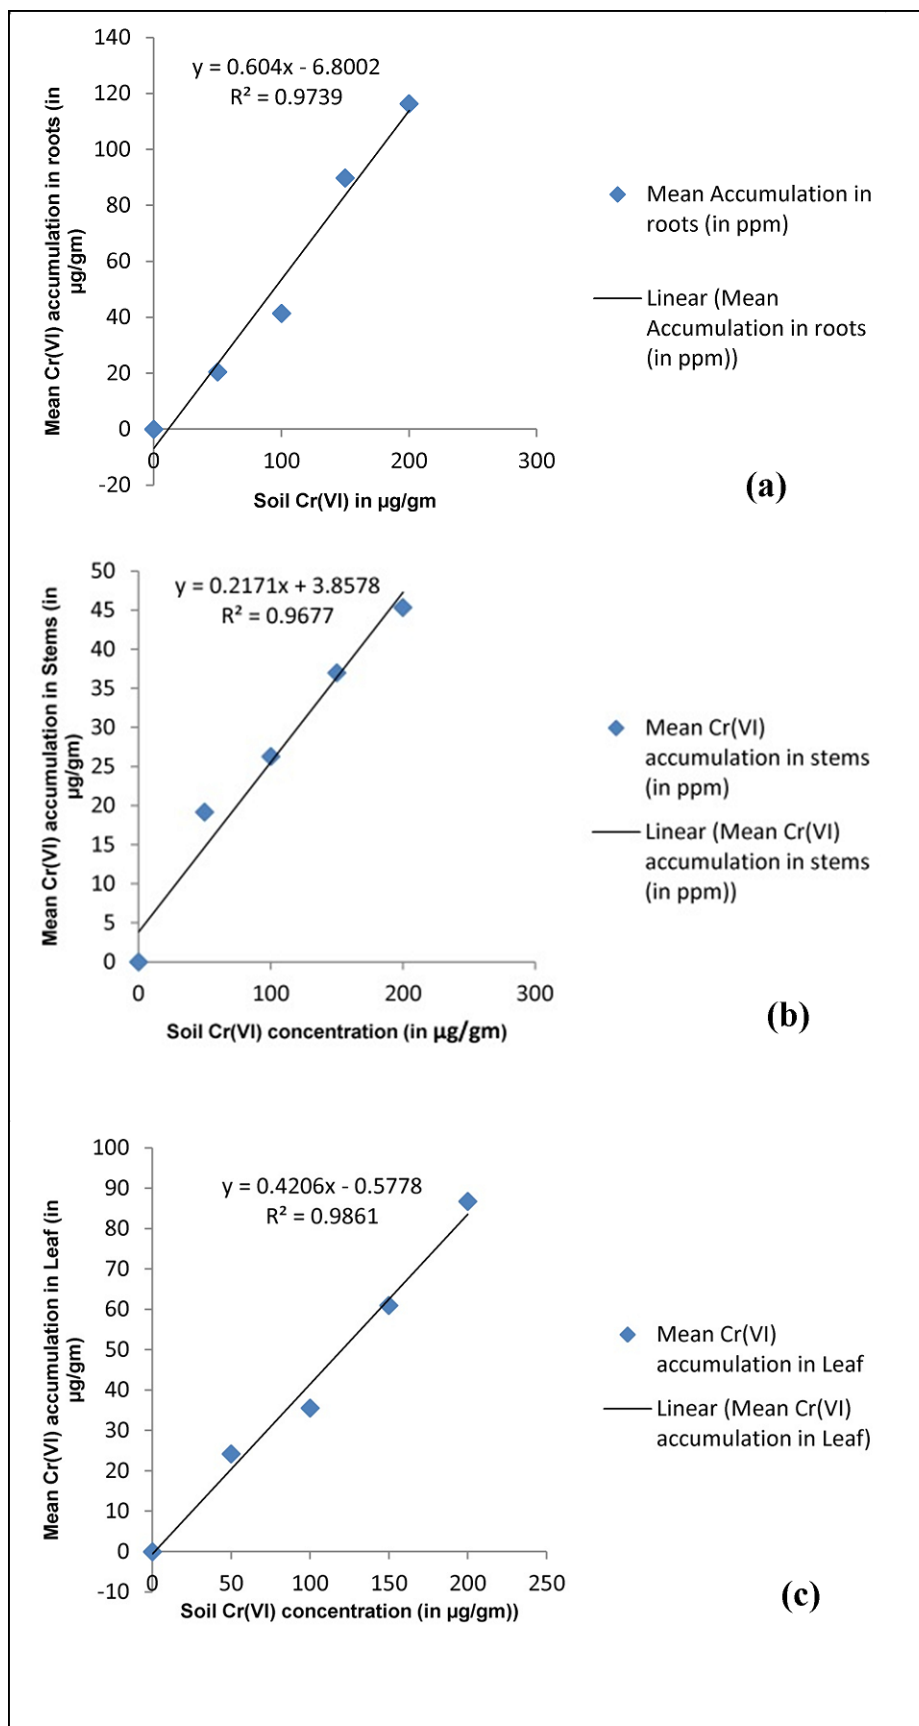 140
120
100
80
60
40
20
0
-20
0
100
200
300
y = 0.604x - 6.8002
R² = 0.9739
Mean Cr(VI) accumulation in roots (in
µg/gm)
Soil Cr(VI) in µg/gm
Mean Accumulation in
roots (in ppm)
Linear (Mean
Accumulation in roots
(in ppm))
(a)
50
45
40
35
30
25
20
15
10
5
0
0
100
200
300
y = 0.2171x + 3.8578
R² = 0.9677
Mean Cr(VI) accumulation in Stems (in
µg/gm)
Soil Cr(VI) concentration (in µg/gm)
Mean Cr(VI)
accumulation in stems
(in ppm)
Linear (Mean Cr(VI)
accumulation in stems
(in ppm))
(b)
100
90
80
70
60
50
40
30
20
10
0
-10
0
50
100
150
200
250
y = 0.4206x - 0.5778
R² = 0.9861
Mean Cr(VI) accumulation in Leaf (in
µg/gm)
Soil Cr(VI) concentration (in µg/gm))
Mean Cr(VI)
accumulation in Leaf
Linear (Mean Cr(VI)
accumulation in Leaf)
(c)